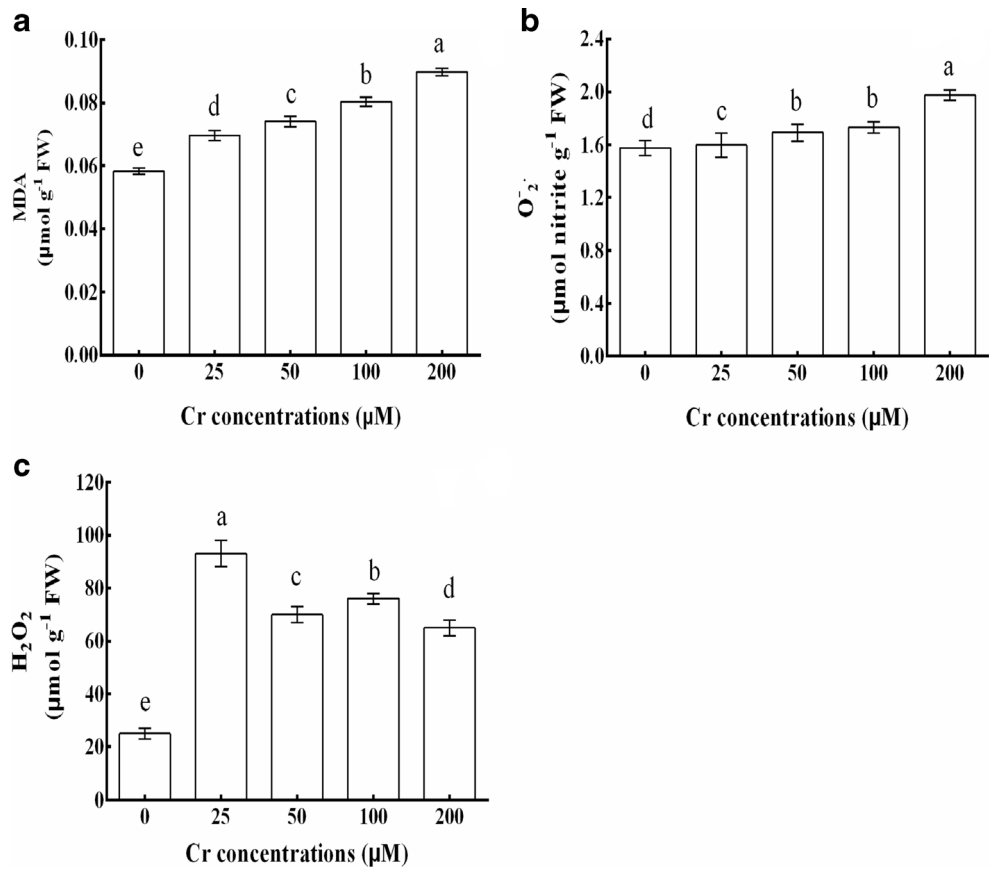 a
MDA
(µmol g⁻¹ FW)
0.10
0.08
0.06
0.04
0.02
0.00
e
d
c
b
a
0 25 50 100 200
Cr concentrations (µM)
b
O₂⁻·
(µmol nitrite g⁻¹ FW)
2.4
2.0
1.6
1.2
0.8
0.4
0.0
d
c
b
b
a
0 25 50 100 200
Cr concentrations (µM)
c
H₂O₂
(µmol g⁻¹ FW)
120
100
80
60
40
20
0
e
a
c
b
d
0 25 50 100 200
Cr concentrations (µM)